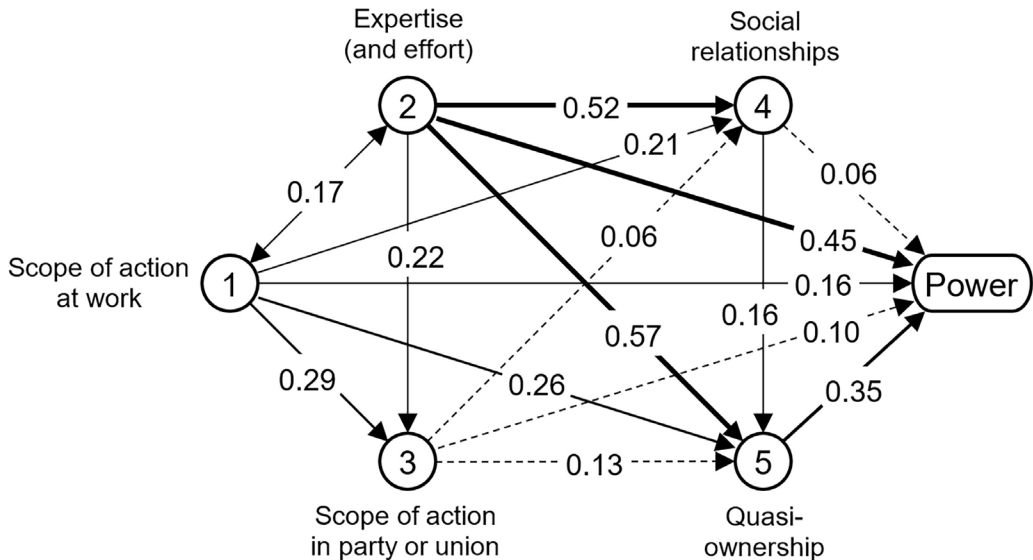 Expertise
(and effort)
Social
relationships
2
4
0.52
0.21
0.17
0.06
0.06
0.45
0.22
Scope of action
at work
1
0.16
Power
0.16
0.10
0.57
0.29
0.26
0.35
3
0.13
5
Scope of action
in party or union
Quasi-
ownership